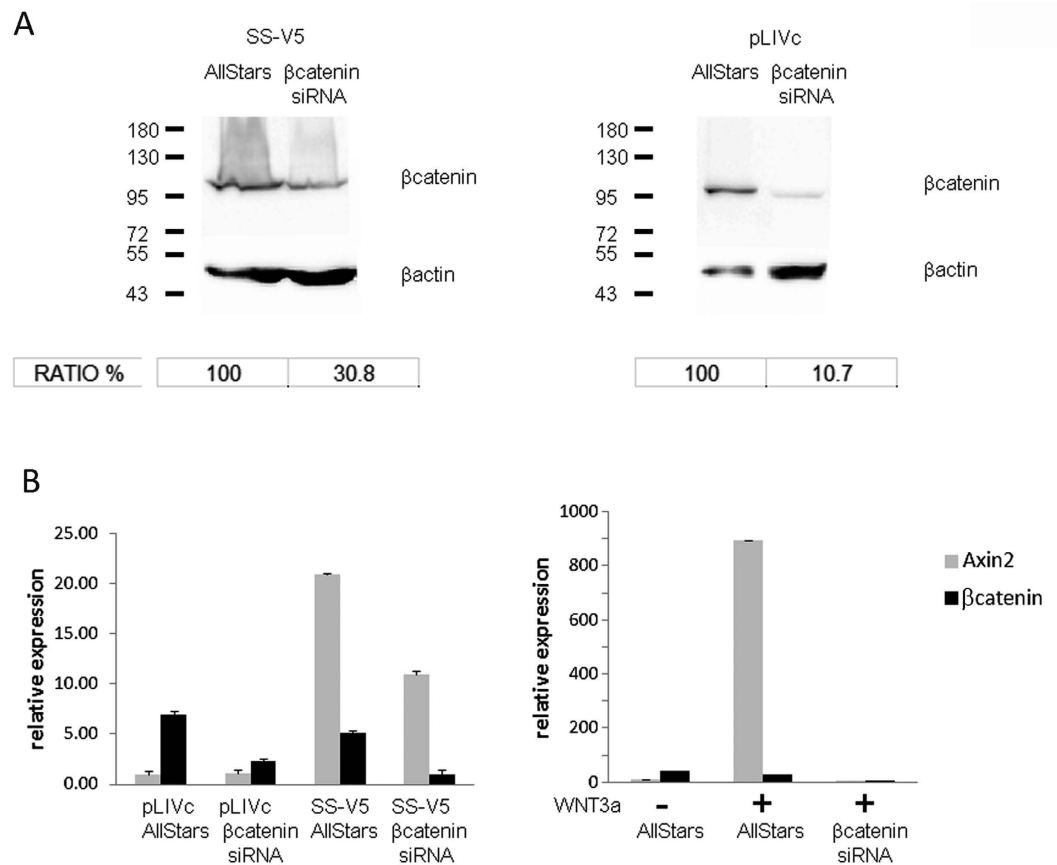 A
SS-V5
AllStars βcatenin
siRNA
180
130
95
72
55
43
βcatenin
βactin
pLIVc
AllStars βcatenin
siRNA
180
130
95
72
55
43
βcatenin
βactin
RATIO % 100 30.8
100 10.7
B
relative expression
25.00
20.00
15.00
10.00
5.00
0.00
pLIVc pLIVc SS-V5 SS-V5
AllStars βcatenin AllStars βcatenin
siRNA siRNA
relative expression
1000
800
600
400
200
0
WNT3a - + +
AllStars AllStars βcatenin
siRNA
Axin2
βcatenin